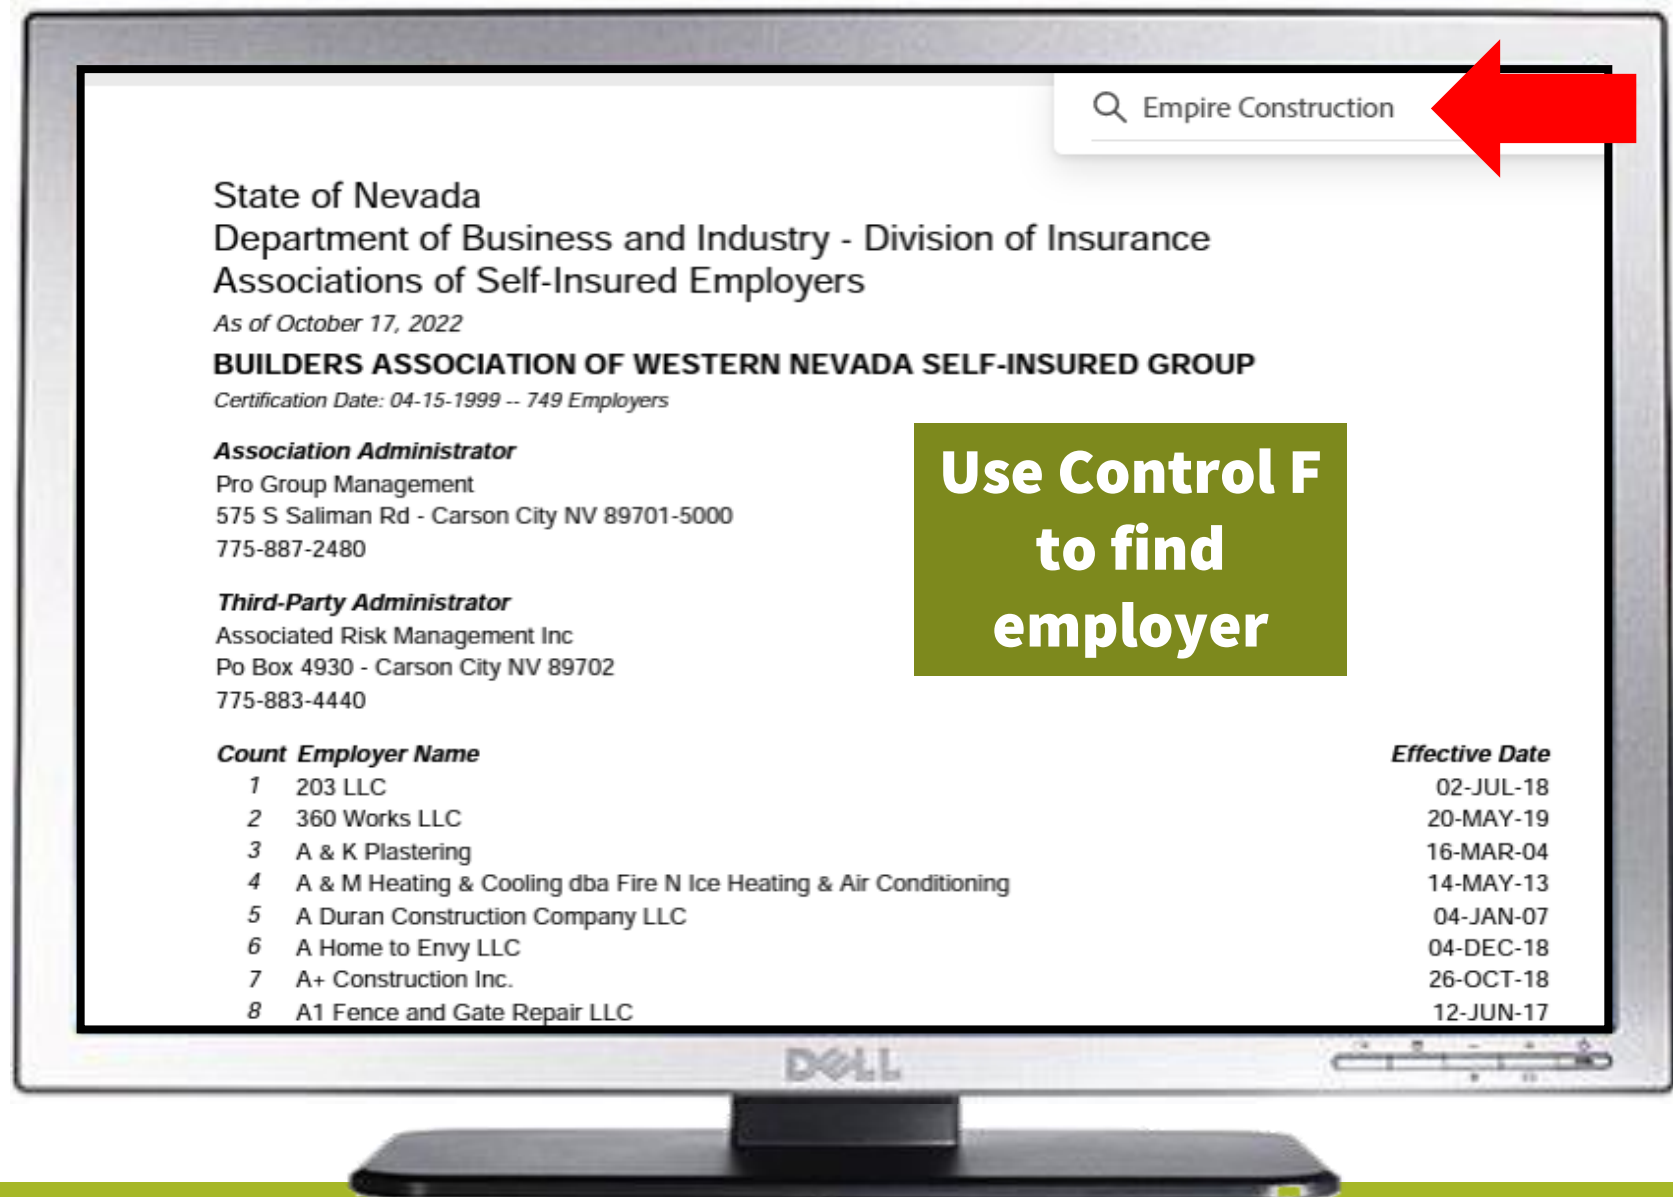 Empire Construction
State of Nevada
Department of Business and Industry - Division of Insurance
Associations of Self-Insured Employers
As of October 17, 2022
BUILDERS ASSOCIATION OF WESTERN NEVADA SELF-INSURED GROUP
Certification Date: 04-15-1999 -- 749 Employers
Association Administrator
Pro Group Management
575 S Saliman Rd - Carson City NV 89701-5000
775-887-2480
Use Control F
to find
employer
Third-Party Administrator
Associated Risk Management Inc
Po Box 4930 - Carson City NV 89702
775-883-4440
Count Employer Name Effective Date
1 203 LLC 02-JUL-18
2 360 Works LLC 20-MAY-19
3 A & K Plastering 16-MAR-04
4 A & M Heating & Cooling dba Fire N Ice Heating & Air Conditioning 14-MAY-13
5 A Duran Construction Company LLC 04-JAN-07
6 A Home to Envy LLC 04-DEC-18
7 A+ Construction Inc. 26-OCT-18
8 A1 Fence and Gate Repair LLC 12-JUN-17
DELL